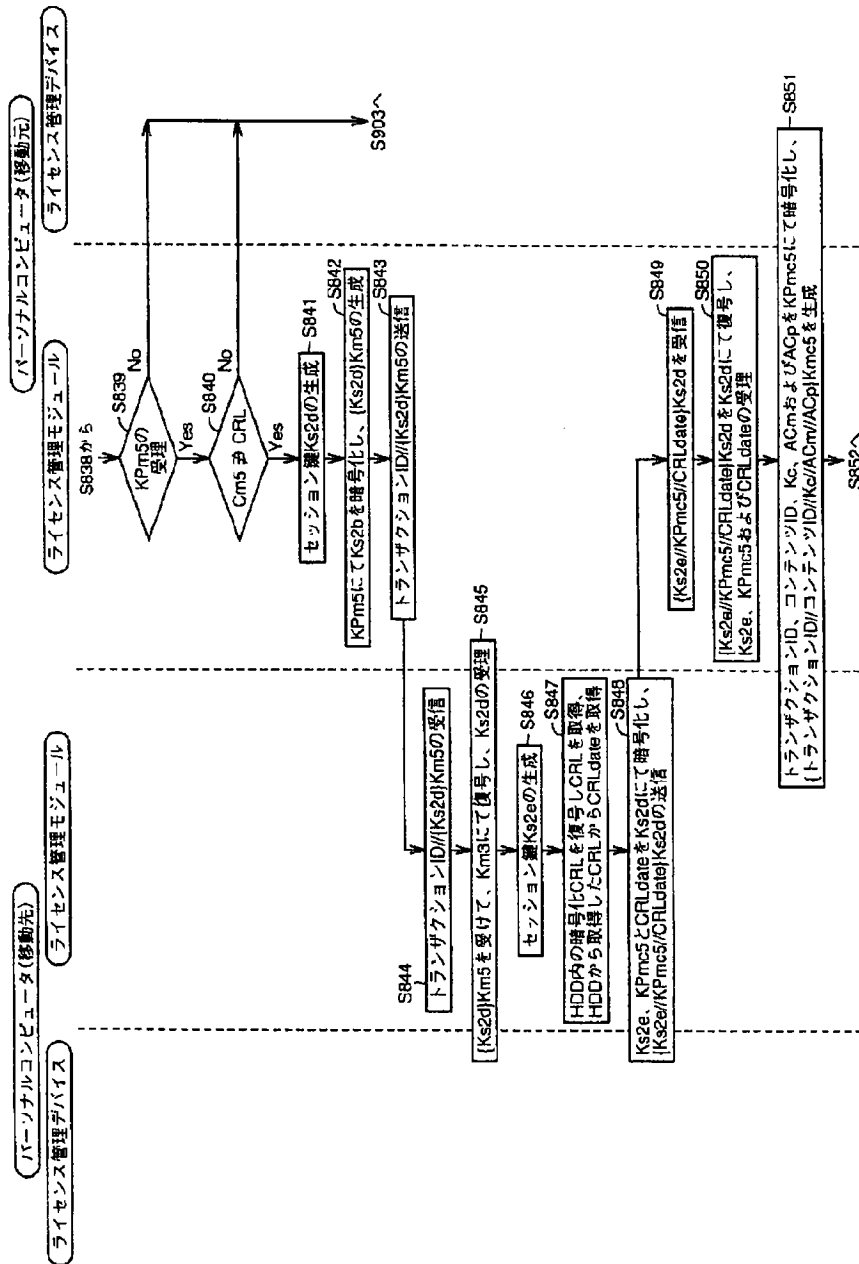 パーソナルコンピュータ(移動先)
パーソナルコンピュータ(移動元)
ライセンス管理デバイス
ライセンス管理モジュール
ライセンス管理モジュール
ライセンス管理デバイス
S838から
S839
KPm5の
受理
No
Yes
S840
Cm5 ∌ CRL
No
Yes
S903へ
S841
セッション鍵Ks2dの生成
S842
KPm5にてKs2bを暗号化し、{Ks2d}Km5の生成
S843
トランザクションID//{Ks2d}Km5の送信
S844
トランザクションID//{Ks2d}Km5の受信
S845
{Ks2d}Km5を受けて、Km3にて復号し、Ks2dの受理
S846
セッション鍵Ks2eの生成
S847
HDD内の暗号化CRLを復号しCRLを取得、
HDDから取得したCRLからCRLdateを取得
S848
Ks2e、KPmc5とCRLdateをKs2dにて暗号化し、
{Ks2e//KPmc5//CRLdate}Ks2dの送信
S849
{Ks2e//KPmc5//CRLdate}Ks2dを受信
S850
{Ks2e//KPmc5//CRLdate}Ks2dをKs2dにて復号し、
Ks2e、KPmc5およびCRLdateの受理
S851
トランザクションID、コンテンツID、Kc、ACmおよびACpをKPmc5にて暗号化し、
{トランザクションID//コンテンツID//Kc//ACm//ACp}Kmc5を生成
S852へ